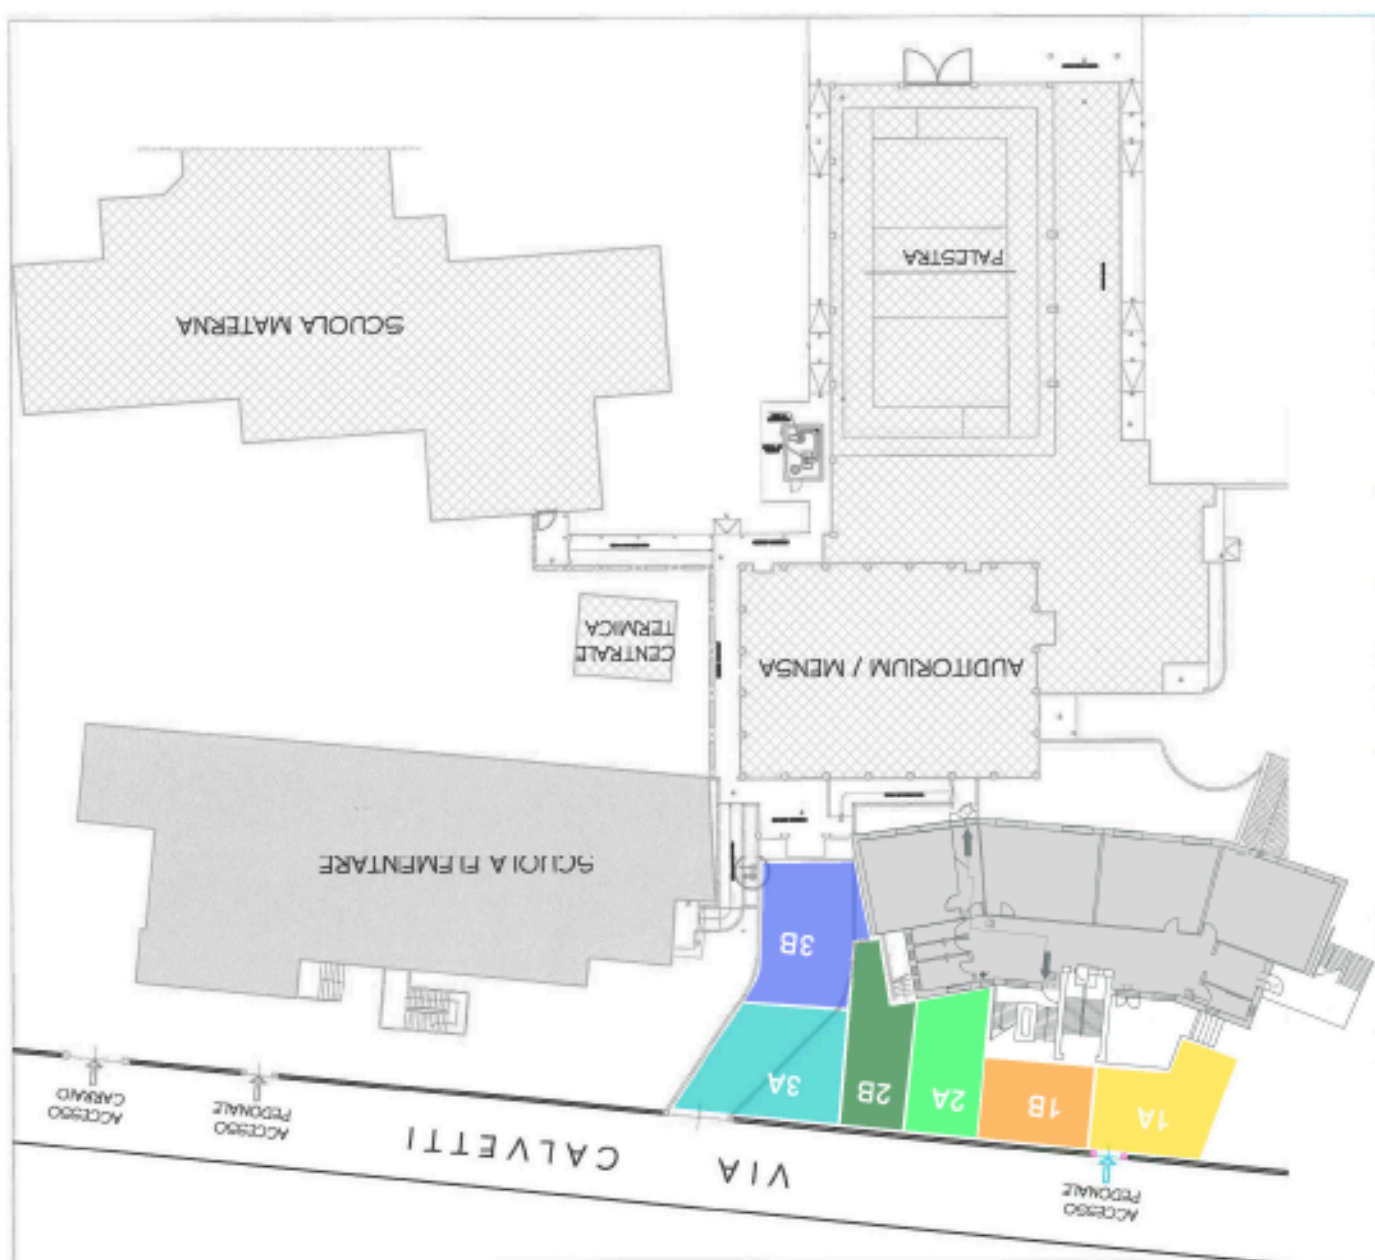 ACCESSO
PEDONALE
VIA CALVETTI
ACCESSO
PEDONALE
ACCESSO
CARRAIO
1A
1B
2A
2B
3A
3B
SCUOLA ELEMENTARE
AUDITORIUM / MENSA
CENTRALE
TERMICA
SCUOLA MATERNA
PALESTRA